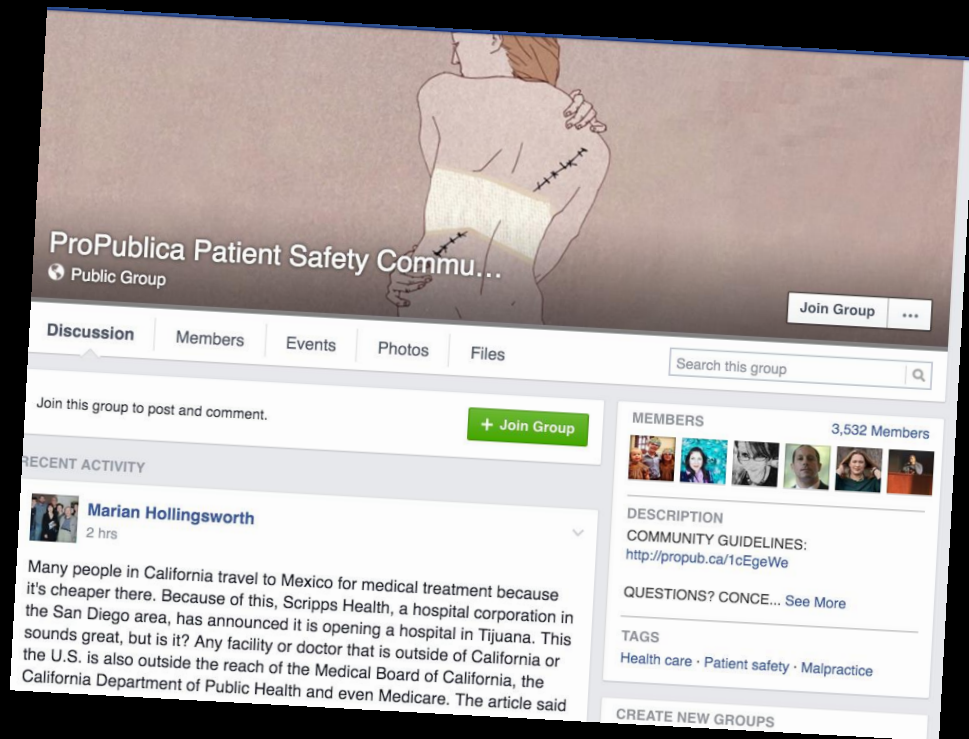 ProPublica Patient Safety Commu...
Public Group
Join Group
...
Discussion
Members
Events
Photos
Files
Search this group
Join this group to post and comment.
+ Join Group
RECENT ACTIVITY
Marian Hollingsworth
2 hrs
Many people in California travel to Mexico for medical treatment because
it's cheaper there. Because of this, Scripps Health, a hospital corporation in
the San Diego area, has announced it is opening a hospital in Tijuana. This
sounds great, but is it? Any facility or doctor that is outside of California or
the U.S. is also outside the reach of the Medical Board of California, the
California Department of Public Health and even Medicare. The article said
MEMBERS
3,532 Members
DESCRIPTION
COMMUNITY GUIDELINES:
http://propub.ca/1cEgeWe
QUESTIONS? CONCE... See More
TAGS
Health care · Patient safety · Malpractice
CREATE NEW GROUPS